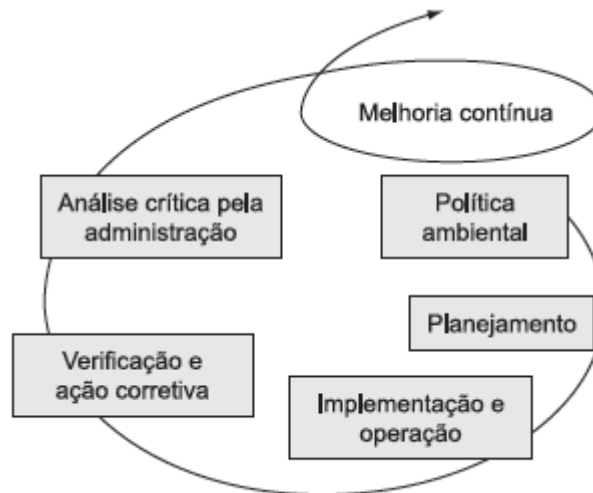 Melhoria contínua
Análise crítica pela
administração
Política
ambiental
Planejamento
Verificação e
ação corretiva
Implementação e
operação